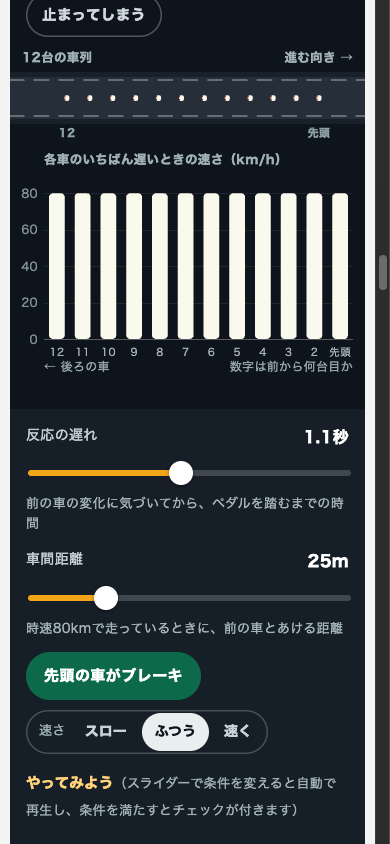 止まってしまう
12台の車列 進む向き →
12 先頭
各車のいちばん遅いときの速さ（km/h）
80
60
40
20
0
12 11 10 9 8 7 6 5 4 3 2 先頭
← 後ろの車 数字は前から何台目か
反応の遅れ 1.1秒
前の車の変化に気づいてから、ペダルを踏むまでの時
間
車間距離 25m
時速80kmで走っているときに、前の車とあける距離
先頭の車がブレーキ
速さ スロー ふつう 速く
やってみよう（スライダーで条件を変えると自動で
再生し、条件を満たすとチェックが付きます）